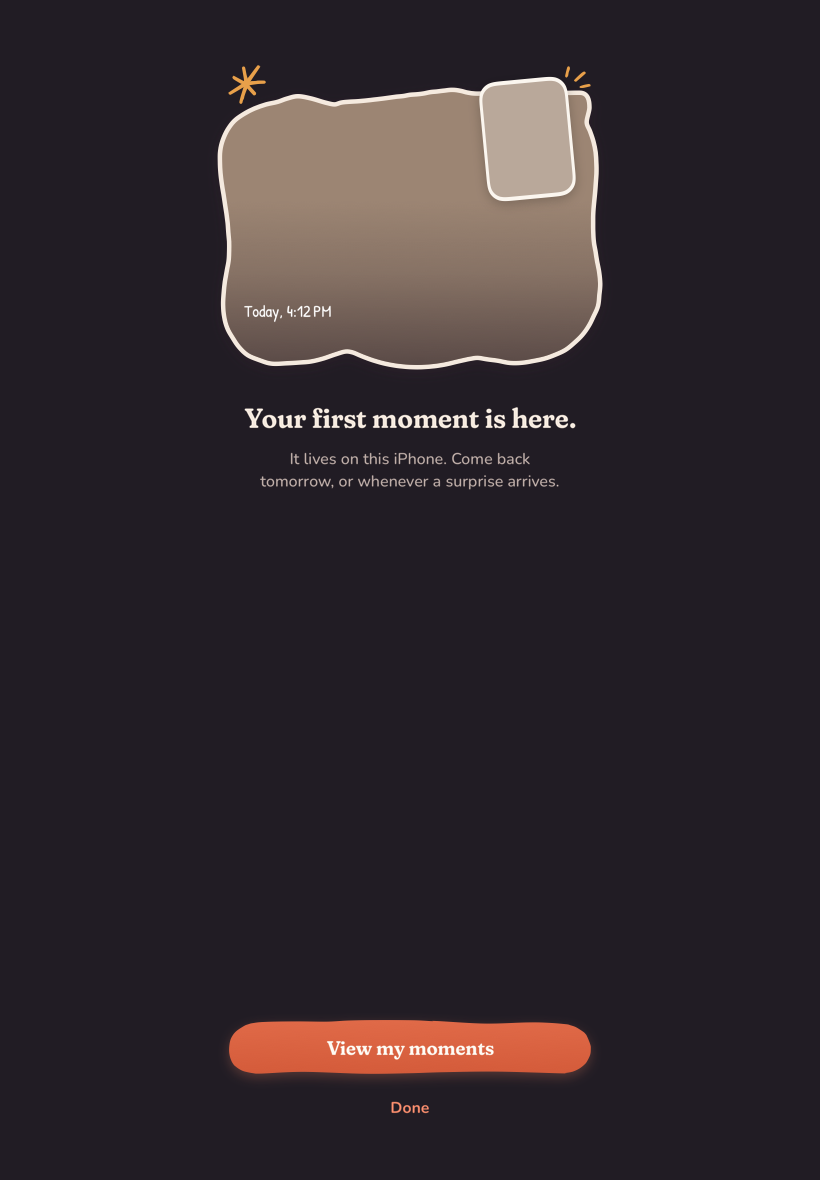 Today, 4:12 PM
Your first moment is here.
It lives on this iPhone. Come back
tomorrow, or whenever a surprise arrives.
View my moments
Done